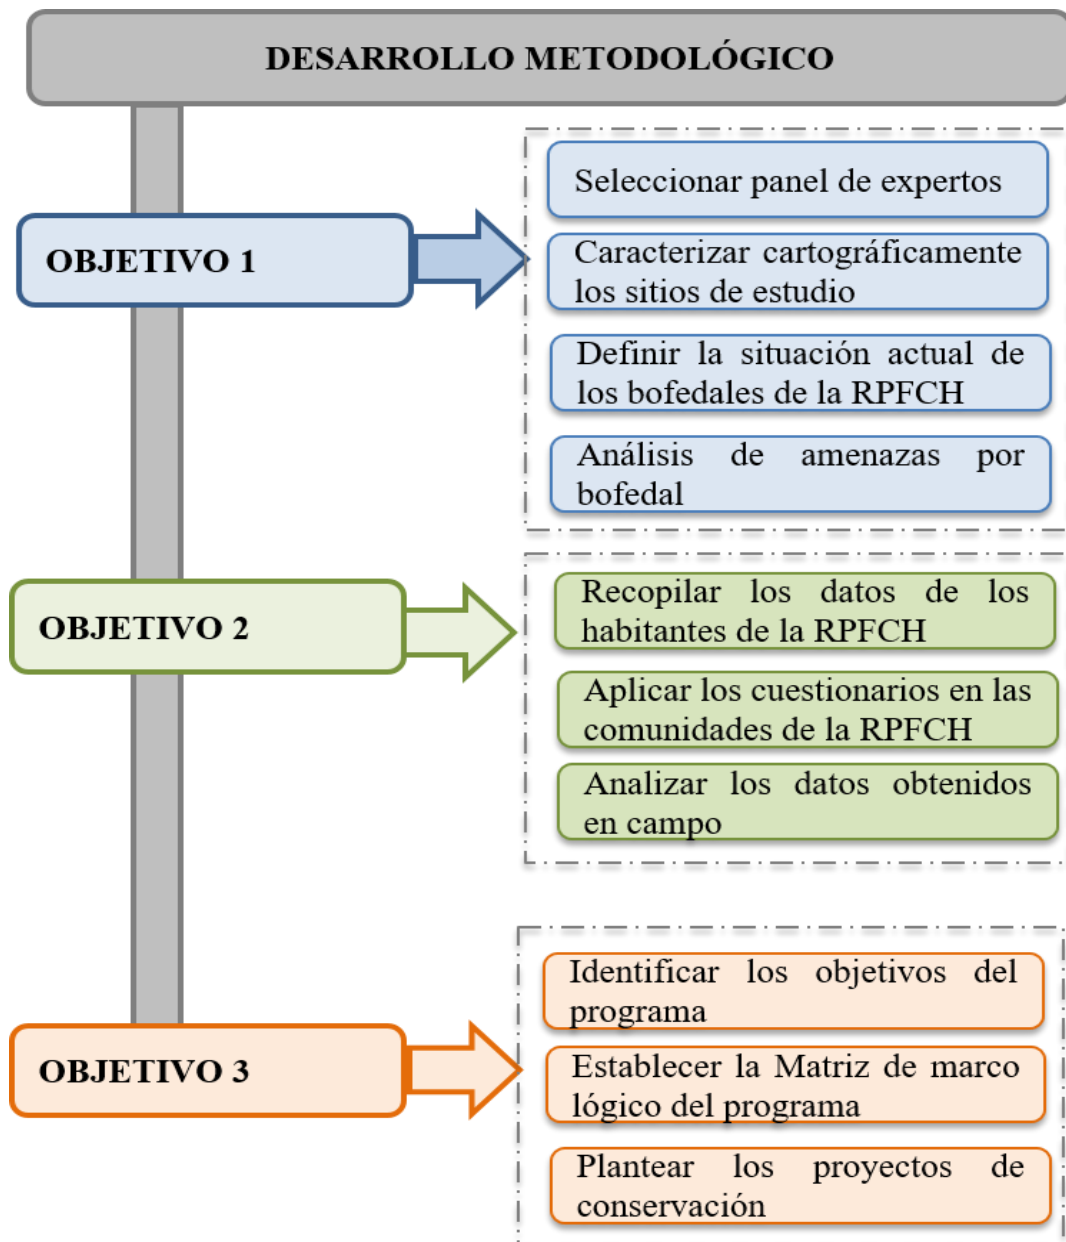 DESARROLLO METODOLÓGICO
OBJETIVO 1
Seleccionar panel de expertos
Caracterizar cartográficamente
los sitios de estudio
Definir la situación actual de
los bofedales de la RPFCH
Análisis de amenazas por
bofedal
OBJETIVO 2
Recopilar los datos de los
habitantes de la RPFCH
Aplicar los cuestionarios en las
comunidades de la RPFCH
Analizar los datos obtenidos
en campo
OBJETIVO 3
Identificar los objetivos del
programa
Establecer la Matriz de marco
lógico del programa
Plantear los proyectos de
conservación